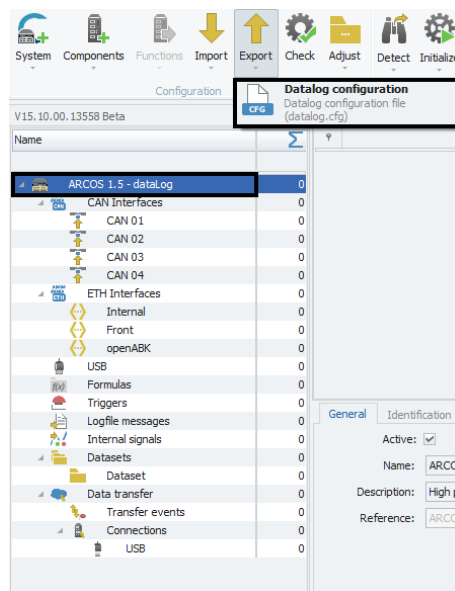 System Components Functions Import Export Check Adjust Detect Initialize
Configuration
CFG
Datalog configuration
Datalog configuration file
(datalog.cfg)
V15.10.00.13558 Beta
Name Σ
ARCOS 1.5 - dataLog 0
CAN Interfaces 0
CAN 01 0
CAN 02 0
CAN 03 0
CAN 04 0
ETH Interfaces 0
Internal 0
Front 0
openABK 0
USB 0
f(x) Formulas 0
Triggers 0
Logfile messages 0
Internal signals 0
Datasets 0
Dataset 0
Data transfer 0
Transfer events 0
Connections 0
USB 0
General Identification
Active:
Name: ARCO
Description: High p
Reference: ARCO